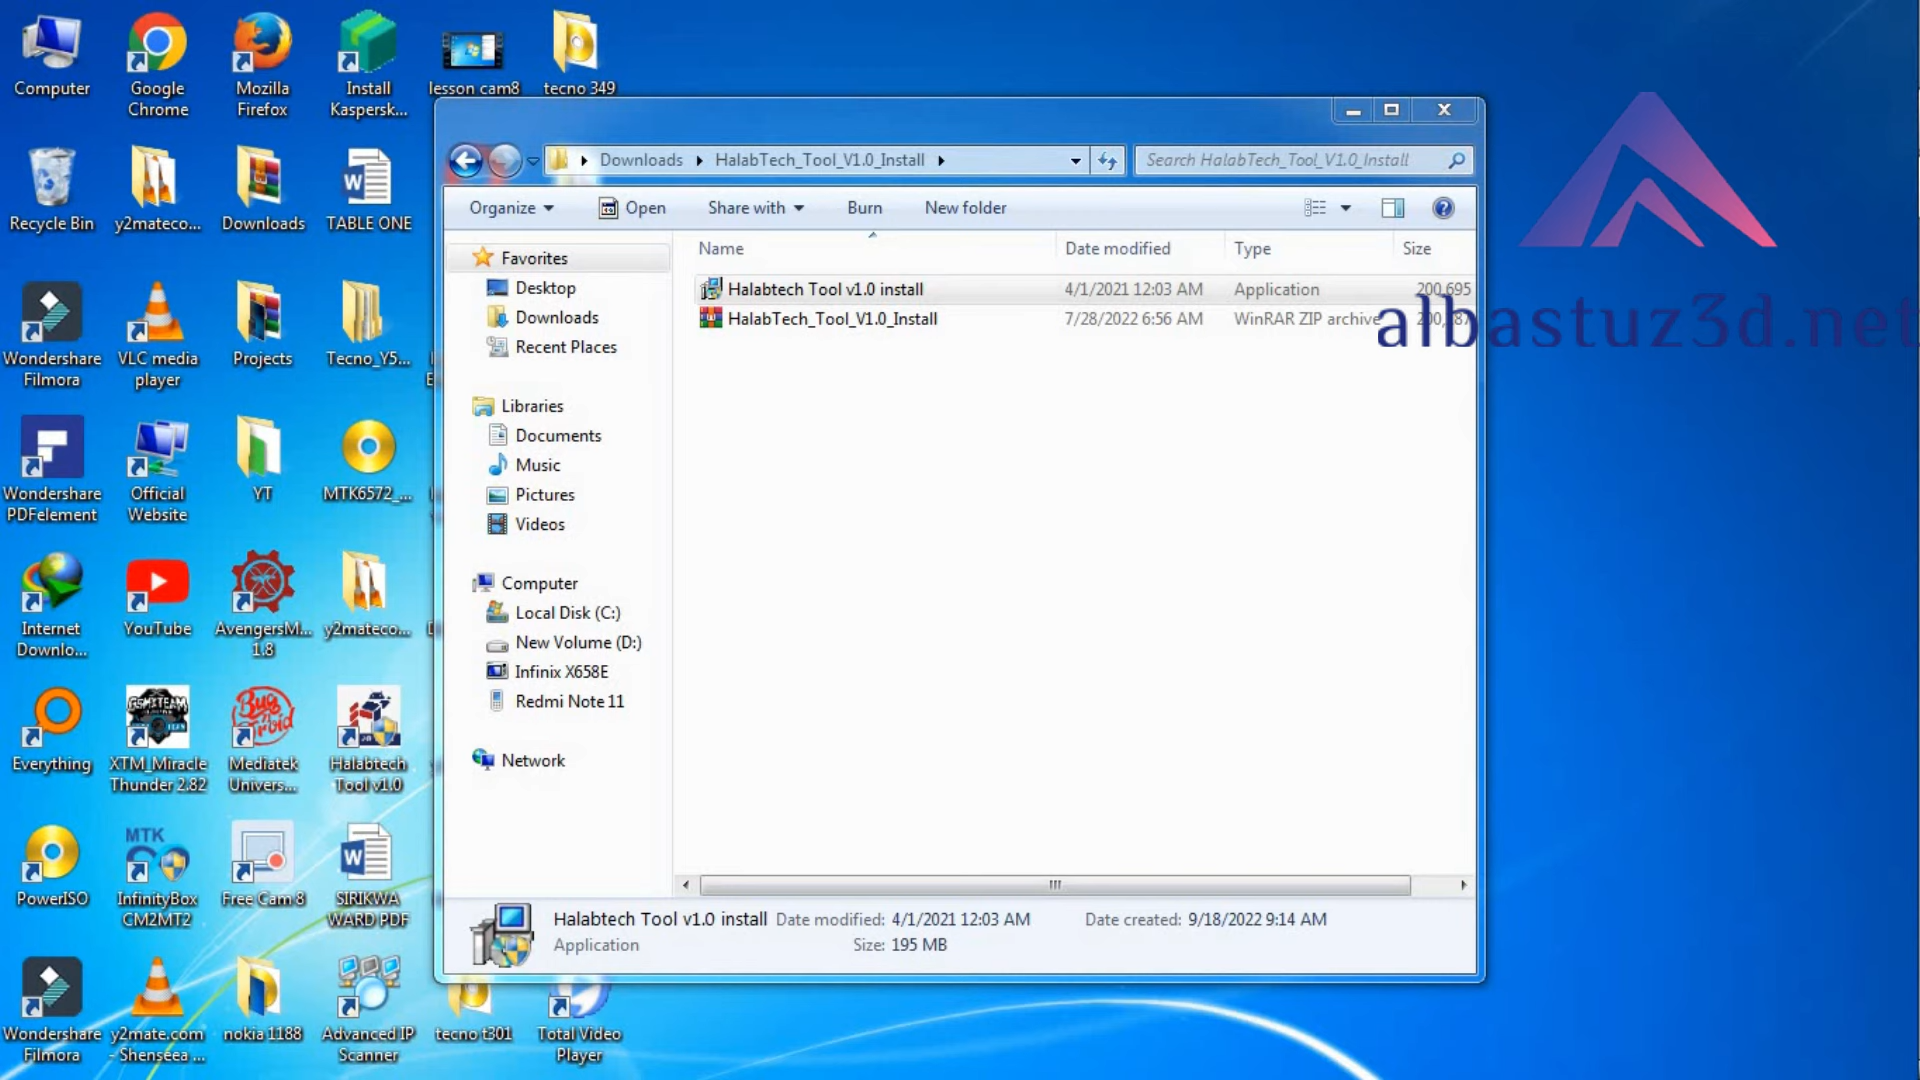 Computer
Google
Chrome
Mozilla
Firefox
Install
Kaspersk...
lesson cam8
tecno 349
Recycle Bin
y2mateco...
Downloads
TABLE ONE
Wondershare
Filmora
VLC media
player
Projects
Tecno_Y5...
Wondershare
PDFelement
Official
Website
YT
MTK6572_...
Internet
Downlo...
YouTube
AvengersM...
1.8
y2mateco...
Everything
XTM_Miracle
Thunder 2.82
Mediatek
Univers...
Halabtech
Tool v1.0
PowerISO
MTK
InfinityBox
CM2MT2
Free Cam 8
SIRIKWA
WARD PDF
Wondershare
Filmora
y2mate.com
- Shenseea ...
nokia 1188
Advanced IP
Scanner
tecno t301
Total Video
Player
Downloads HalabTech_Tool_V1.0_Install
Search HalabTech_Tool_V1.0_Install
Organize Open Share with Burn New folder
Favorites
Desktop
Downloads
Recent Places
Libraries
Documents
Music
Pictures
Videos
Computer
Local Disk (C:)
New Volume (D:)
Infinix X658E
Redmi Note 11
Network
Name Date modified Type Size
Halabtech Tool v1.0 install 4/1/2021 12:03 AM Application 200,695
HalabTech_Tool_V1.0_Install 7/28/2022 6:56 AM WinRAR ZIP archive
albastuz3d.net
Halabtech Tool v1.0 install Date modified: 4/1/2021 12:03 AM Date created: 9/18/2022 9:14 AM
Application Size: 195 MB